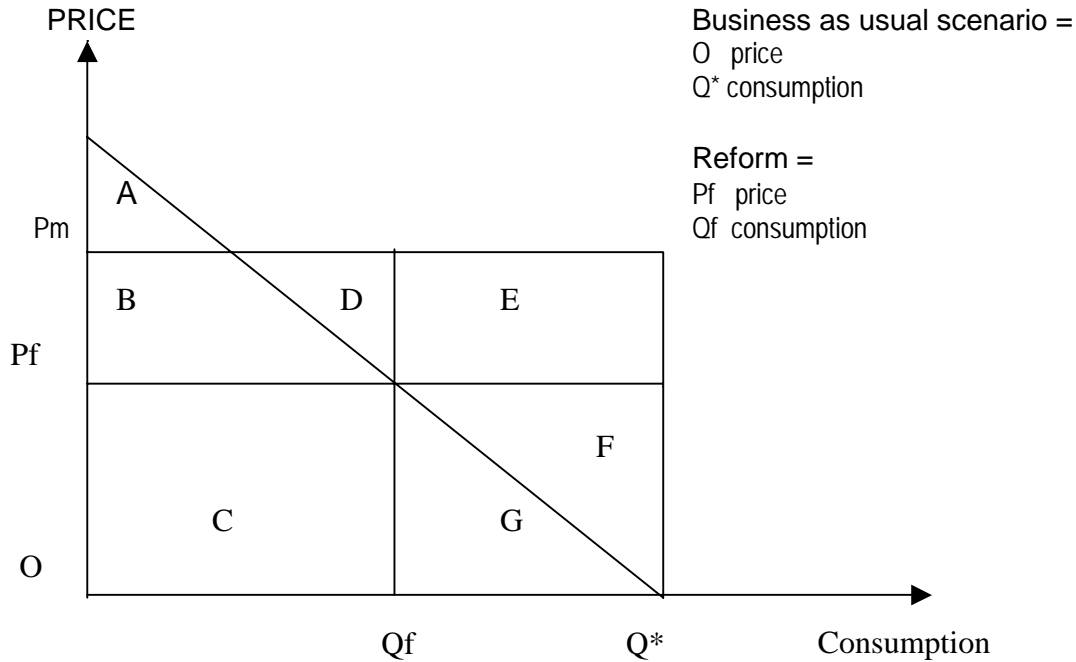 PRICE
Business as usual scenario =
O price
Q* consumption
Reform =
Pf price
Qf consumption
A
Pm
B
D
E
Pf
F
C
G
O
Qf
Q*
Consumption